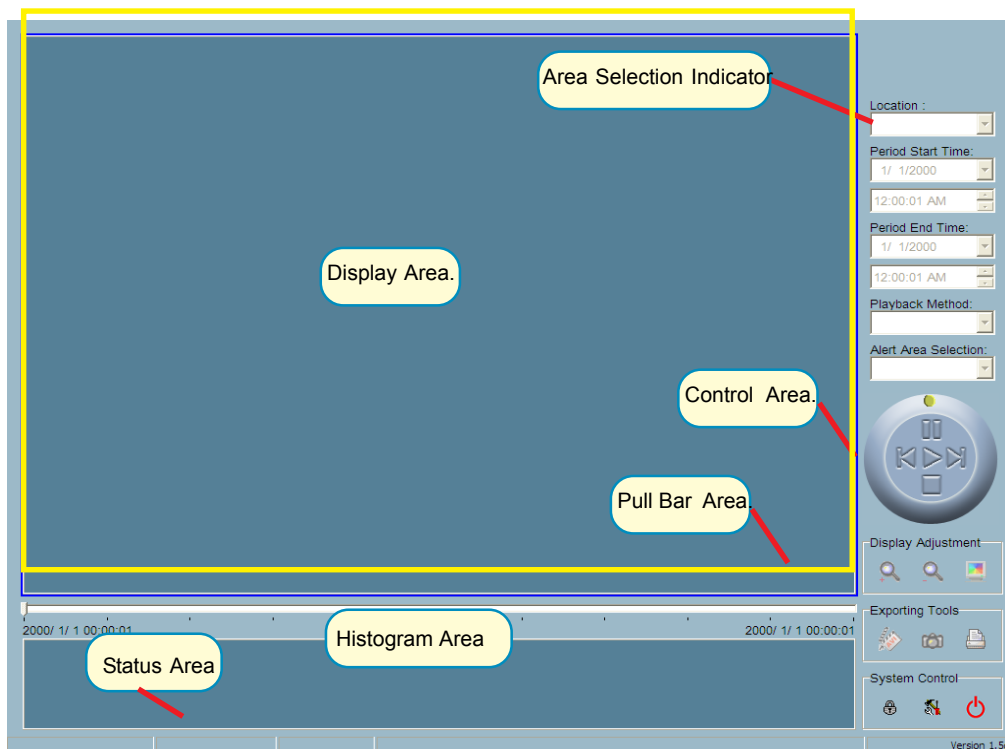 Area Selection Indicator
Location :
Period Start Time:
1/ 1/2000
12:00:01 AM
Period End Time:
1/ 1/2000
12:00:01 AM
Display Area.
Playback Method:
Alert Area Selection:
Control Area.
Pull Bar Area.
Display Adjustment
Exporting Tools
2000/ 1/ 1 00:00:01
2000/ 1/ 1 00:00:01
Histogram Area
Status Area
System Control
Version 1.5